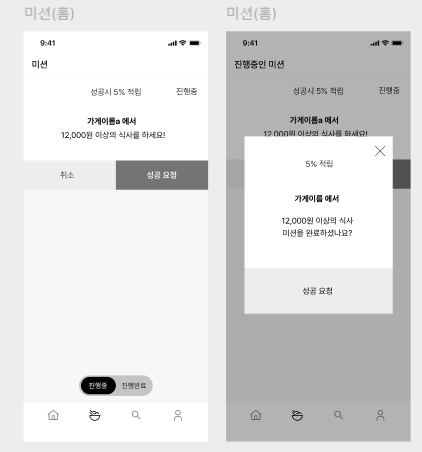 미션(홈)
9:41
미션
성공시 5% 적립
진행중
가게이름a 에서
12,000원 이상의 식사를 하세요!
취소
성공 요청
진행중
진행완료
미션(홈)
9:41
진행중인 미션
성공시 5% 적립
진행중
가게이름a 에서
12,000원 이상의 식사를 하세요!
5% 적립
가게이름 에서
12,000원 이상의 식사
미션을 완료하셨나요?
성공 요청